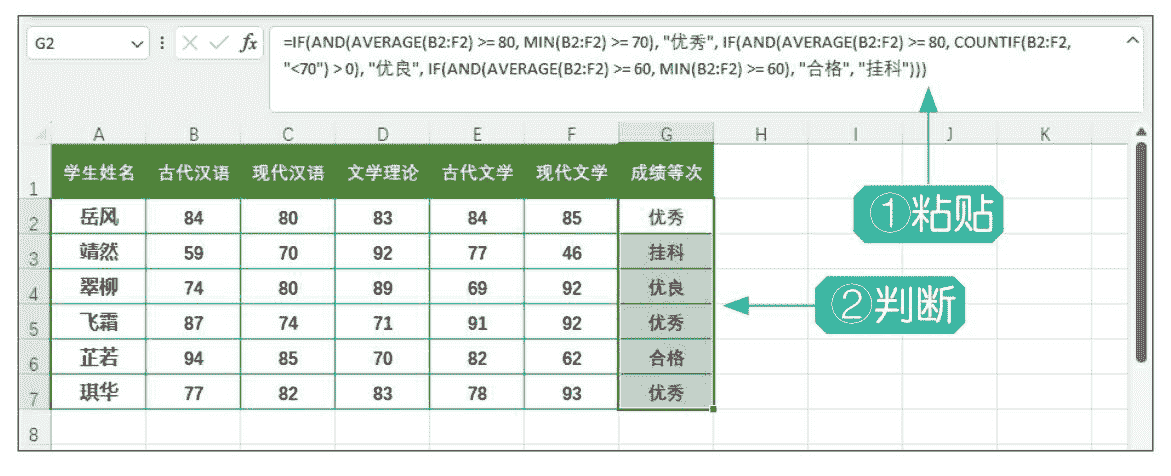 G2 fx =IF(AND(AVERAGE(B2:F2) >= 80, MIN(B2:F2) >= 70), "优秀", IF(AND(AVERAGE(B2:F2) >= 80, COUNTIF(B2:F2,
"<70") > 0), "优良", IF(AND(AVERAGE(B2:F2) >= 60, MIN(B2:F2) >= 60), "合格", "挂科")))
A B C D E F G H I J K
1 学生姓名 古代汉语 现代汉语 文学理论 古代文学 现代文学 成绩等次
①粘贴
2 岳风 84 80 83 84 85 优秀
3 靖然 59 70 92 77 46 挂科
4 翠柳 74 80 89 69 92 优良
②判断
5 飞霜 87 74 71 91 92 优秀
6 芷若 94 85 70 82 62 合格
7 琪华 77 82 83 78 93 优秀
8